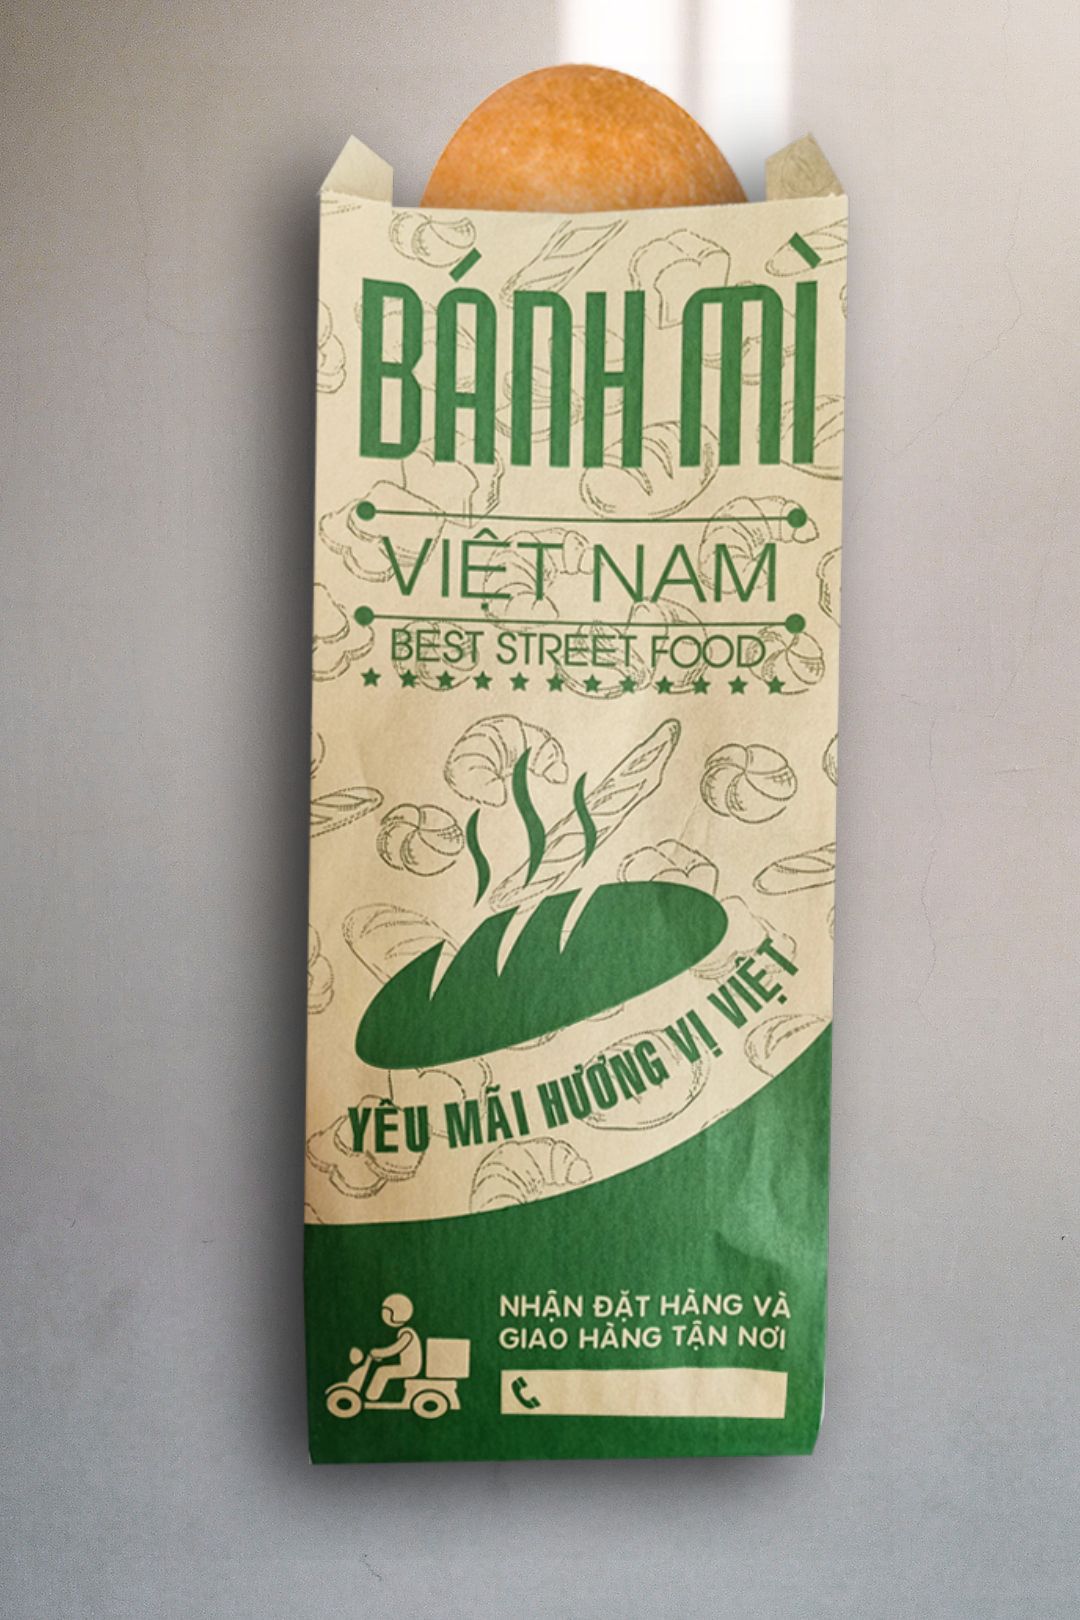 BÁNH MÌ
VIỆT NAM
BEST STREET FOOD
YÊU MÃI HƯƠNG VỊ VIỆT
NHẬN ĐẶT HÀNG VÀ
GIAO HÀNG TẬN NƠI